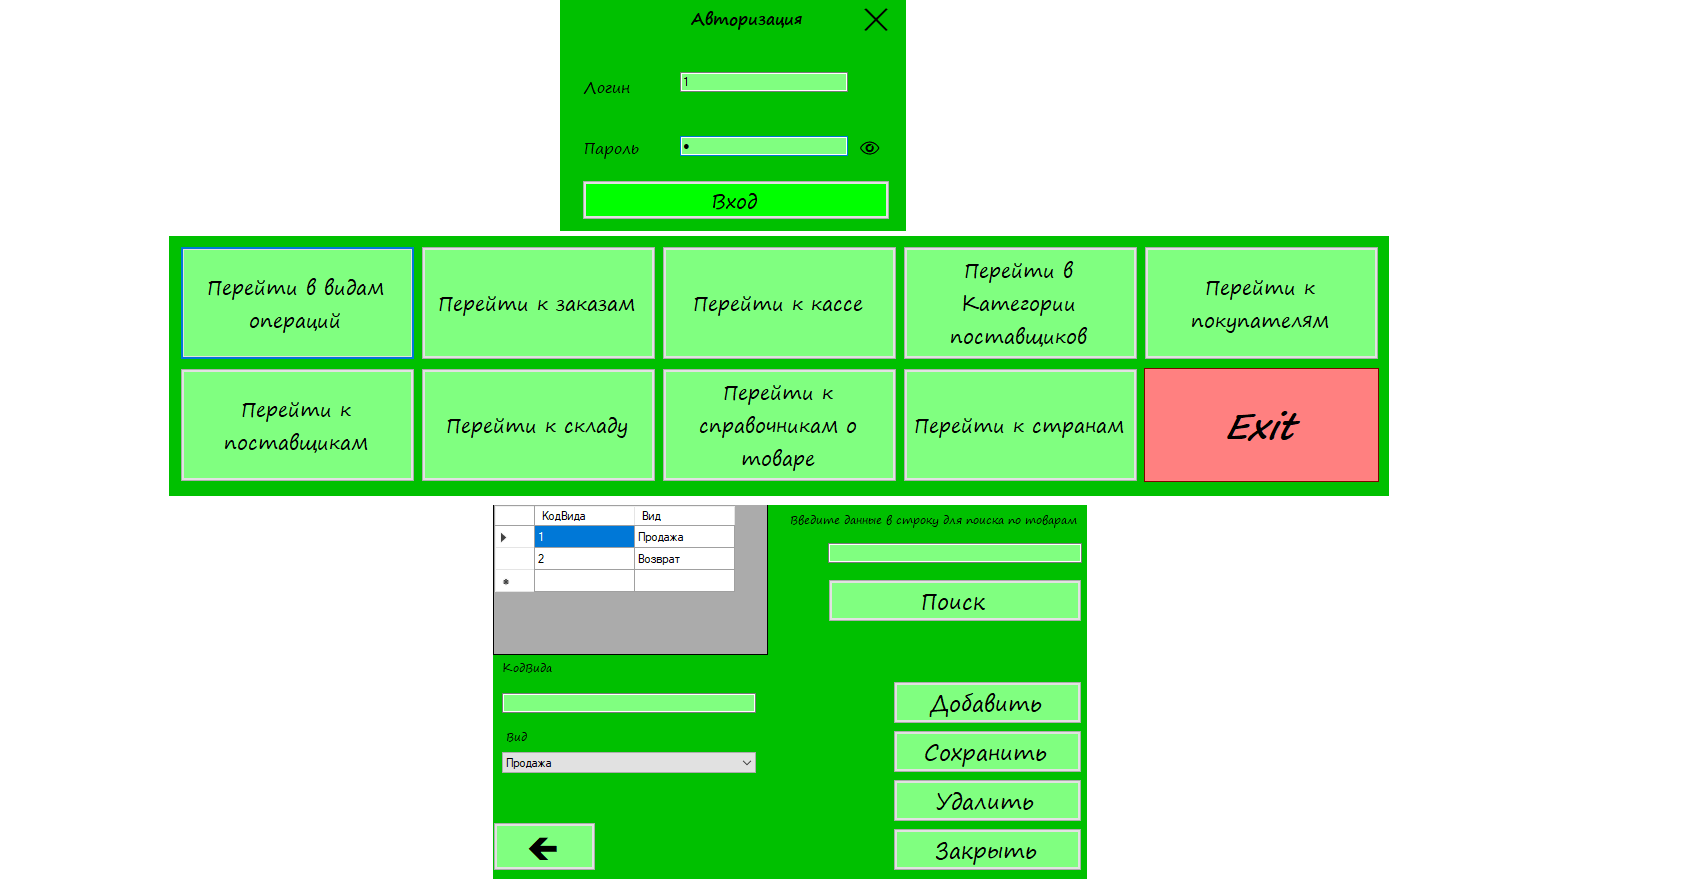 Авторизация
Логин 1
Пароль •
Вход
Перейти в видам
операций
Перейти к заказам
Перейти к кассе
Перейти в
Категории
поставщиков
Перейти к
покупателям
Перейти к
поставщикам
Перейти к складу
Перейти к
справочникам о
товаре
Перейти к странам
Exit
КодВида Вид
1 Продажа
2 Возврат
Введите данные в строку для поиска по товарам
Поиск
КодВида
Вид
Продажа
Добавить
Сохранить
Удалить
Закрыть